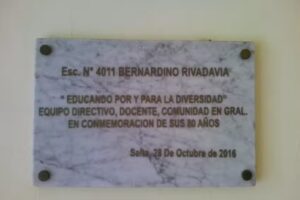 Esc. N° 4011 BERNARDINO RIVADAVIA
" EDUCANDO POR Y PARA LA DIVERSIDAD"
EQUIPO DIRECTIVO, DOCENTE, COMUNIDAD EN GRAL.
EN CONMEMORACION DE SUS 80 AÑOS
Salta, 28 De Octubre de 2016